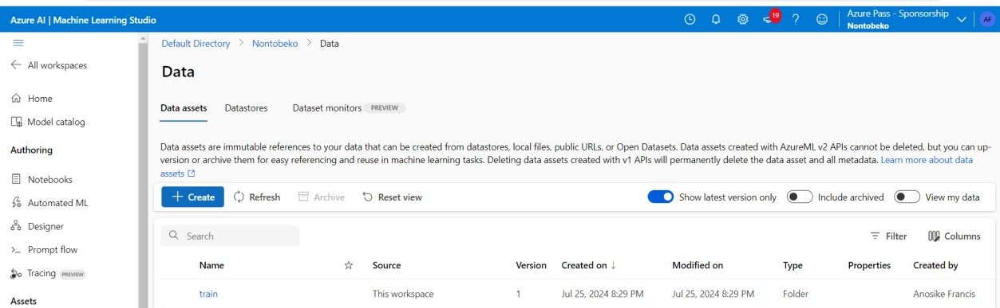 Azure AI | Machine Learning Studio
19
?
Azure Pass - Sponsorship
Nontobeko
AF
Default Directory > Nontobeko > Data
All workspaces
Data
Home
Model catalog
Data assets Datastores Dataset monitors PREVIEW
Authoring
Data assets are immutable references to your data that can be created from datastores, local files, public URLs, or Open Datasets. Data assets created with AzureML v2 APIs cannot be deleted, but you can up-
version or archive them for easy referencing and reuse in machine learning tasks. Deleting data assets created with v1 APIs will permanently delete the data asset and all metadata. Learn more about data
assets
Notebooks
Automated ML
Designer
Prompt flow
Tracing PREVIEW
Assets
+ Create Refresh Archive Reset view Show latest version only Include archived View my data
Search Filter Columns
Name Source Version Created on ↓ Modified on Type Properties Created by
train This workspace 1 Jul 25, 2024 8:29 PM Jul 25, 2024 8:29 PM Folder Anosike Francis